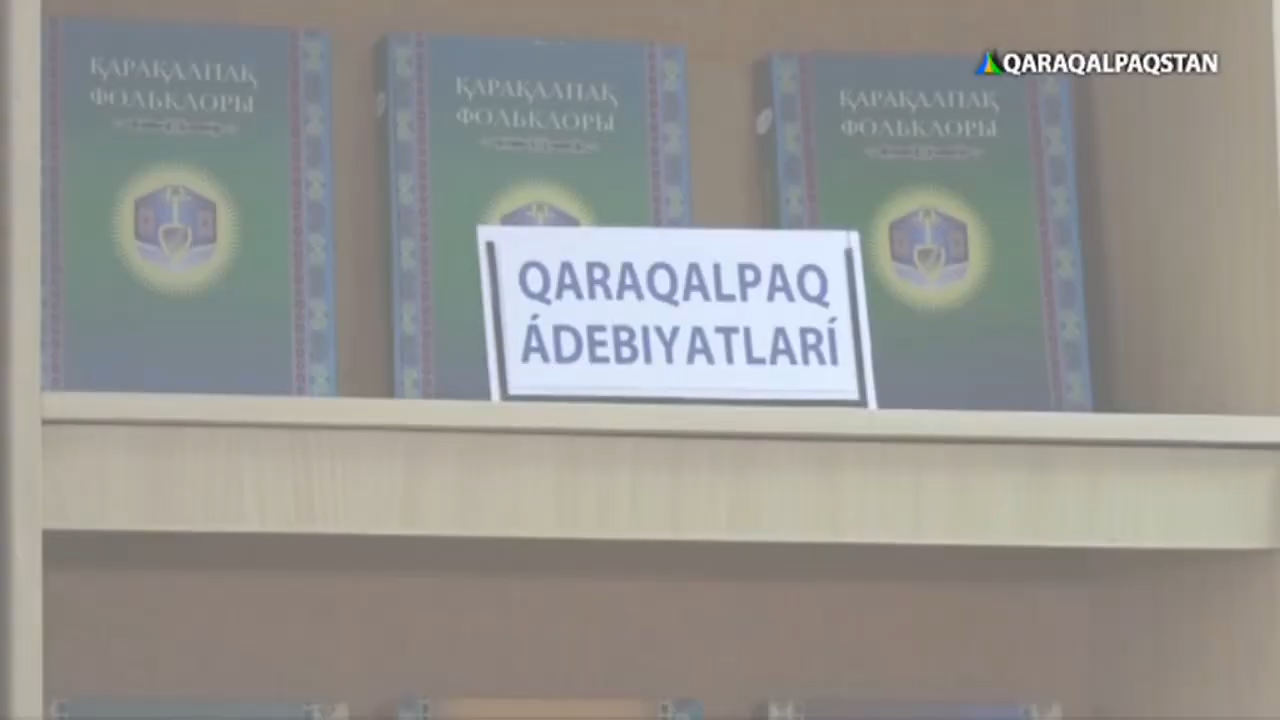 QARAQALPAQSTAN
ҚАРАҚАЛПАҚ
ФОЛЬКЛОРЫ
ҚАРАҚАЛПАҚ
ФОЛЬКЛОРЫ
ҚАРАҚАЛПАҚ
ФОЛЬКЛОРЫ
QARAQALPAQ
ÁDEBIYATLARÍ